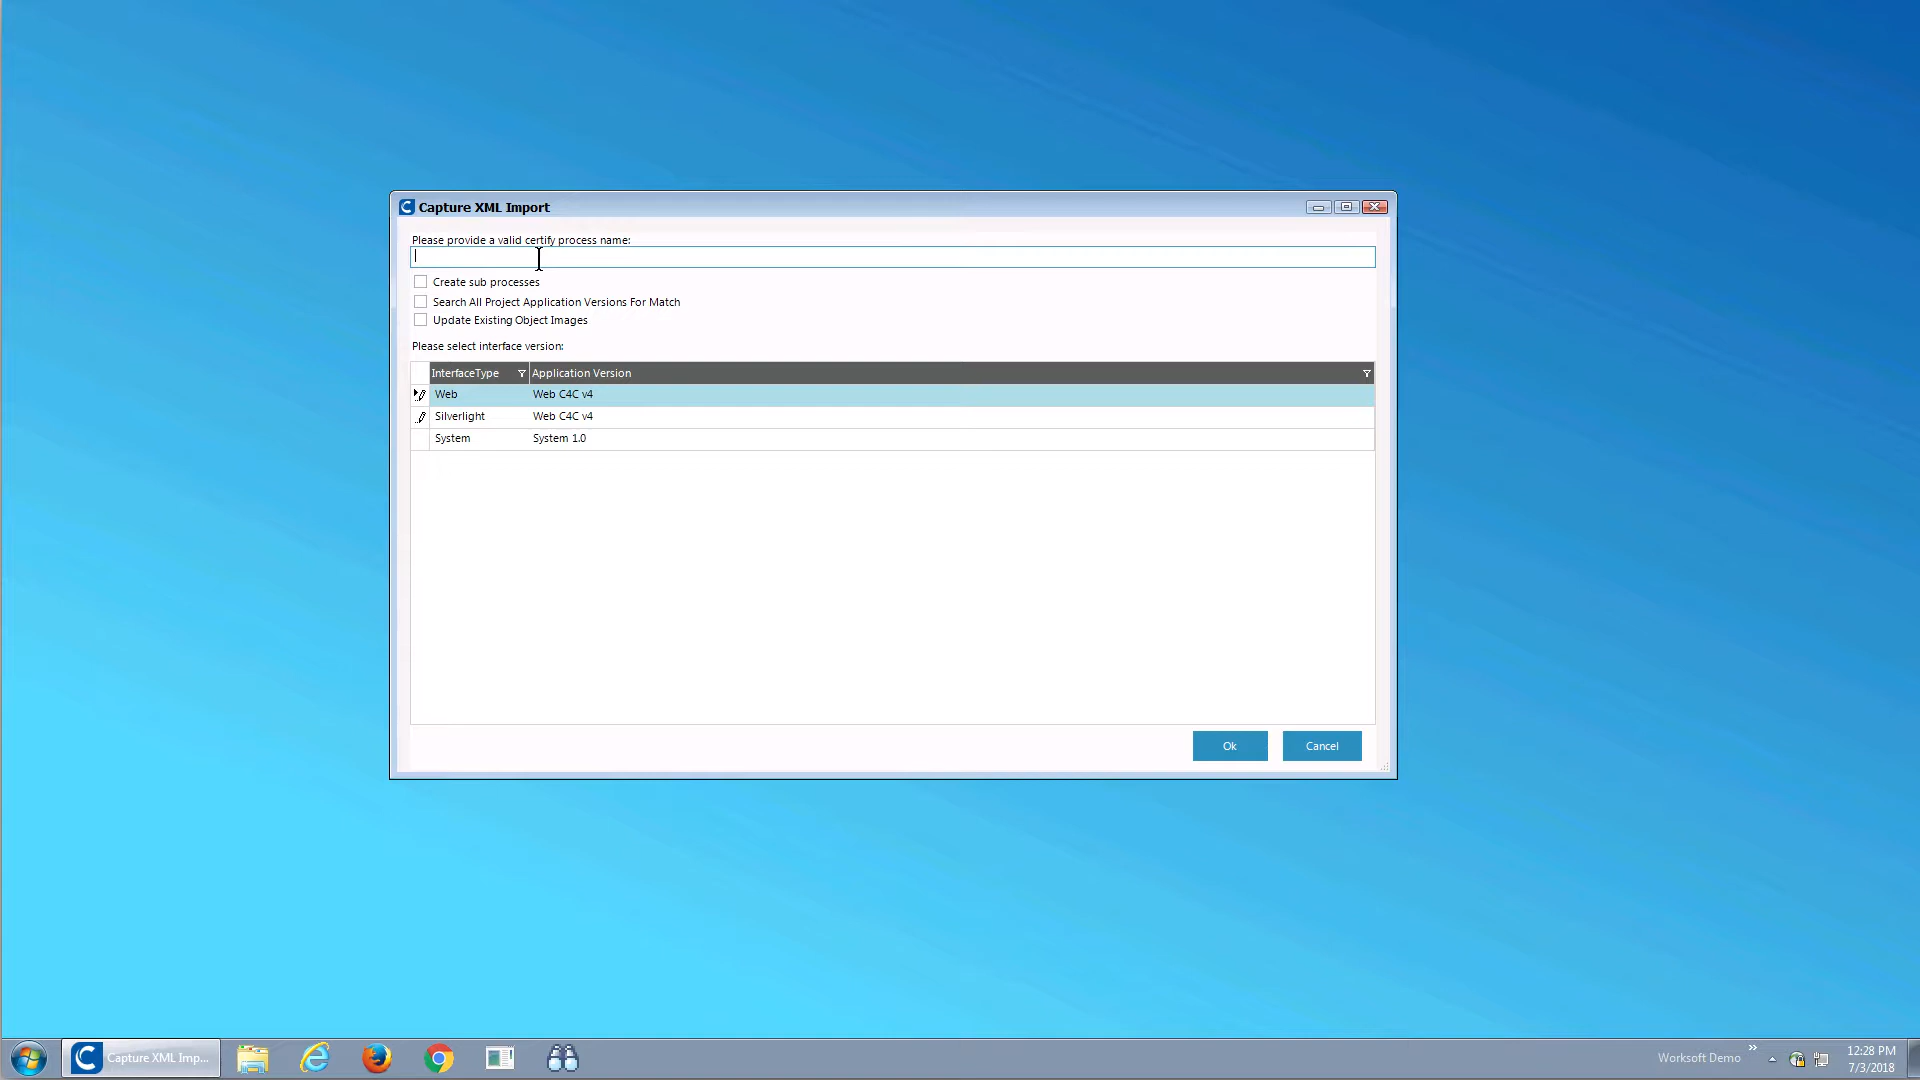 Capture XML Import
Please provide a valid certify process name:
Create sub processes
Search All Project Application Versions For Match
Update Existing Object Images
Please select interface version:
InterfaceType Application Version
Web Web C4C v4
Silverlight Web C4C v4
System System 1.0
Ok Cancel
Capture XML Imp...
Worksoft Demo
12:28 PM
7/3/2018